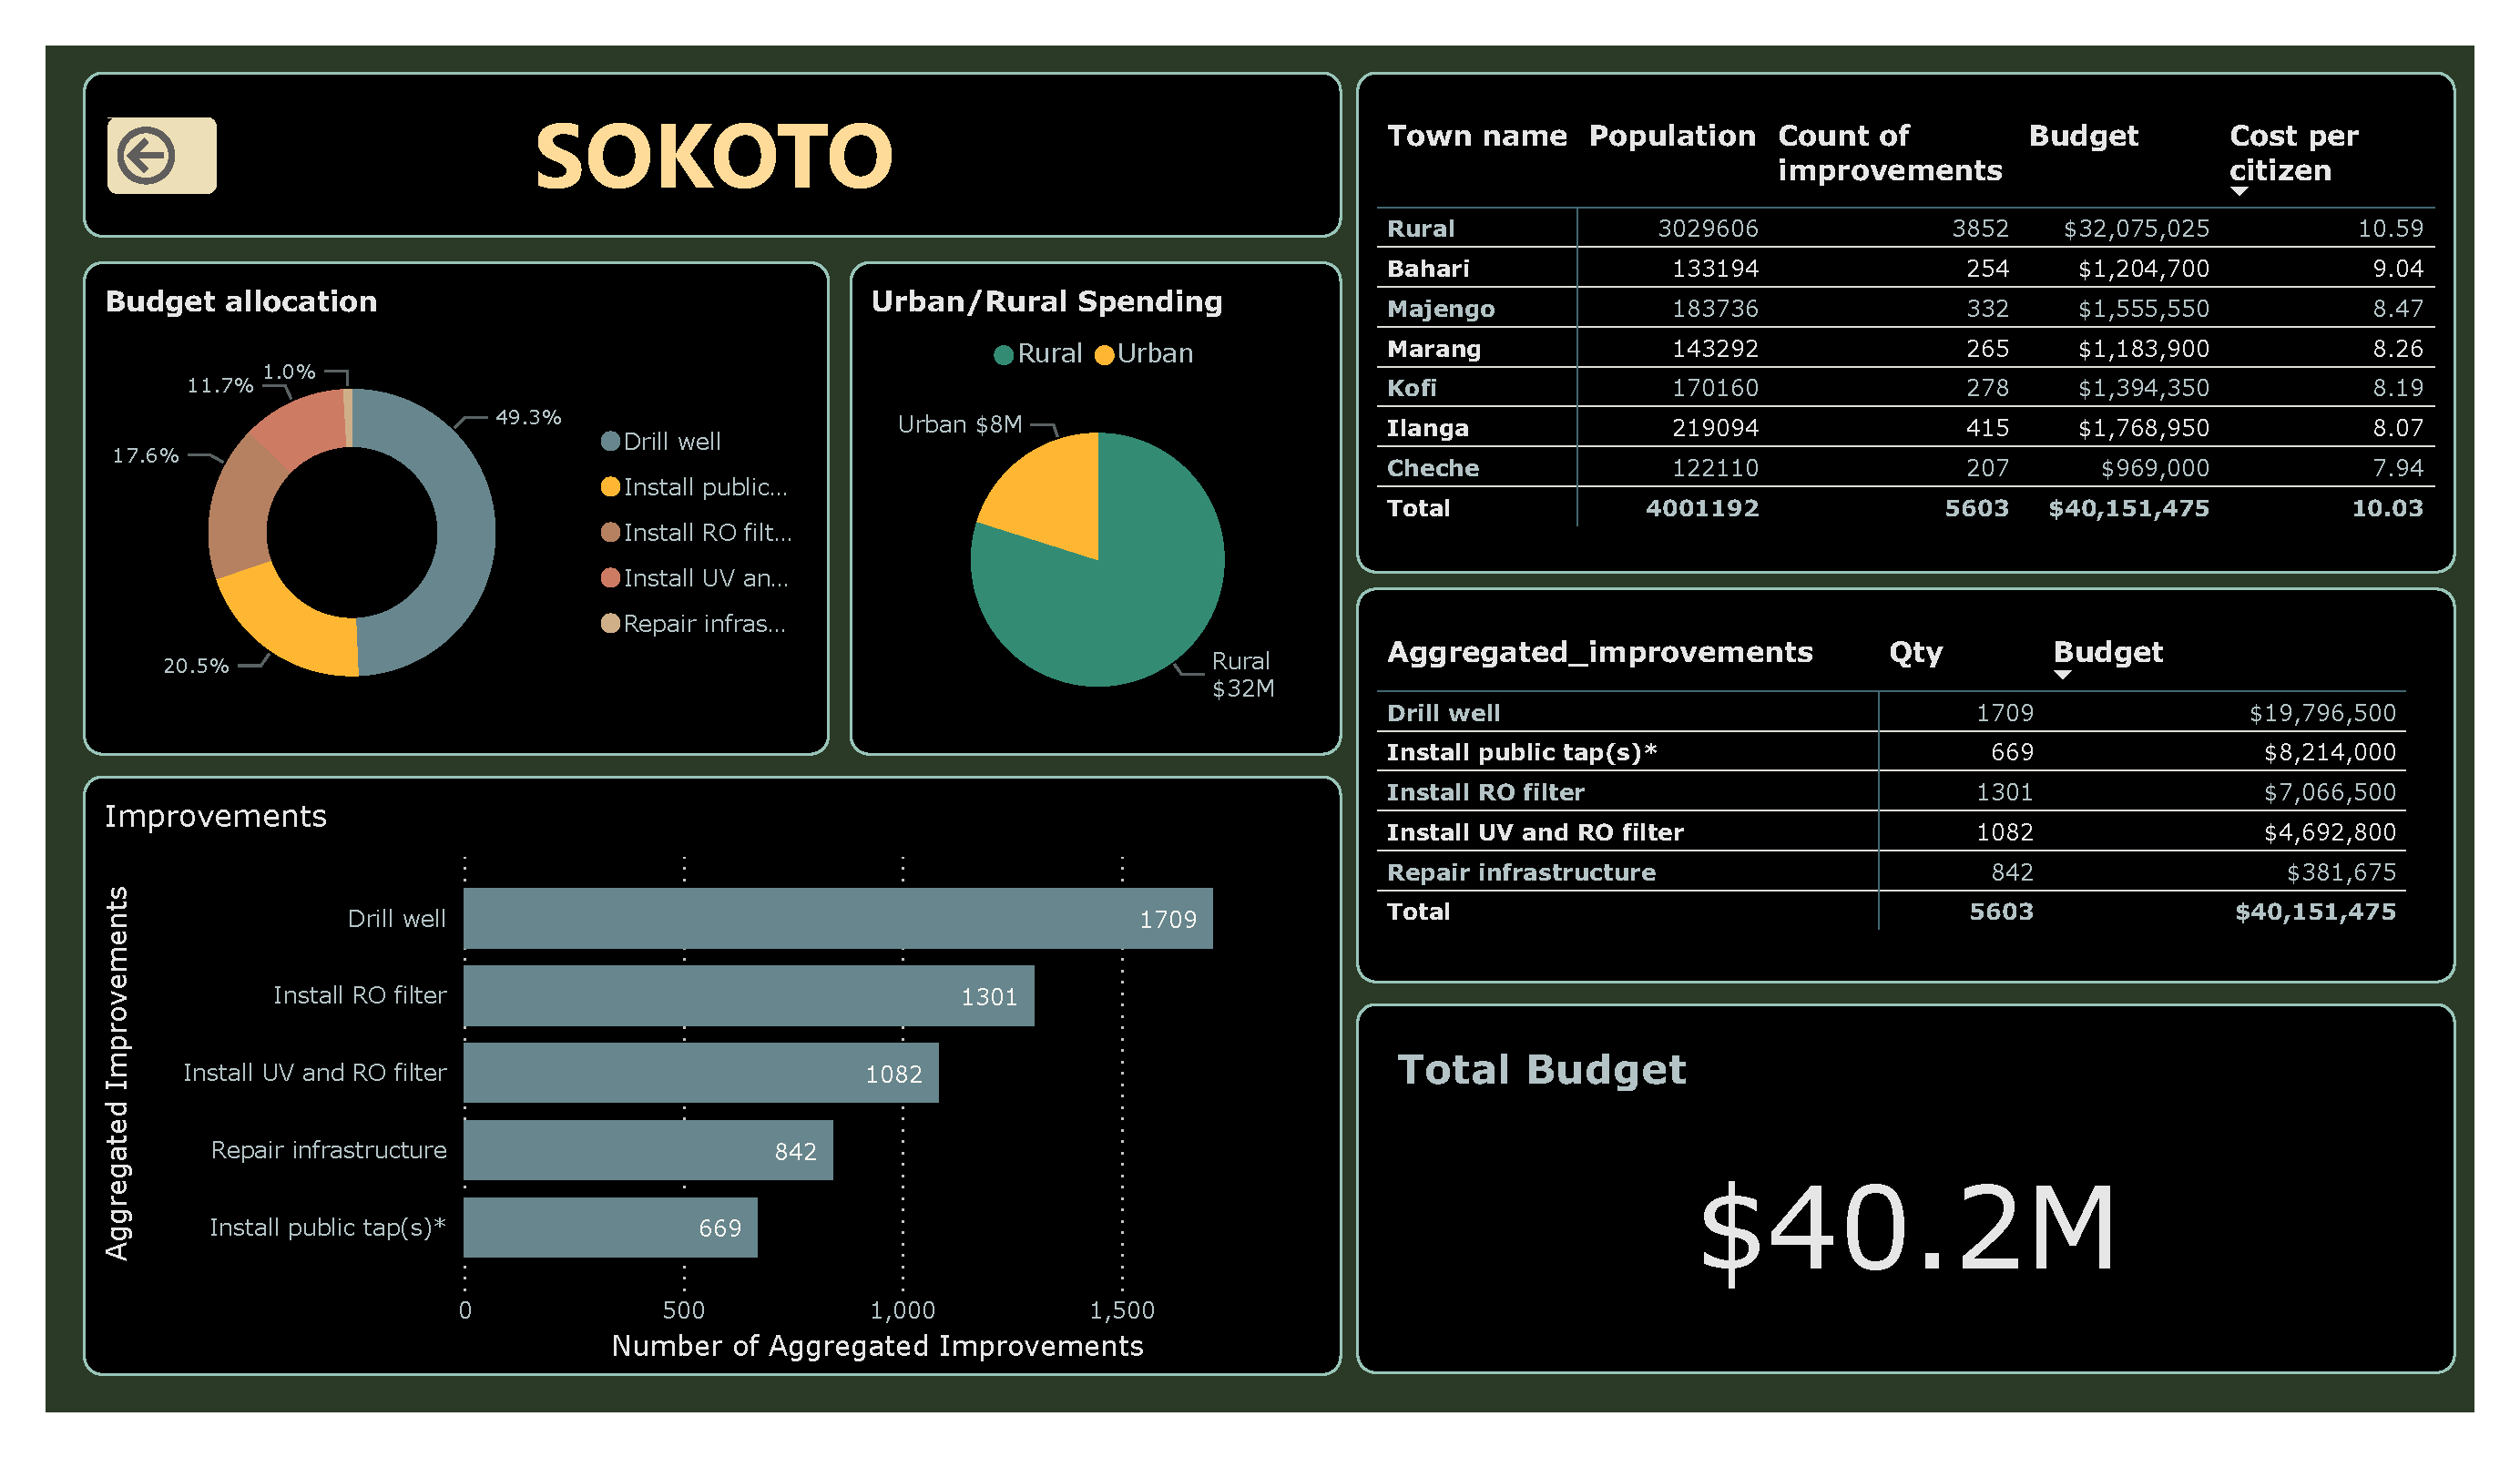 SOKOTO
Budget allocation
1.0%
11.7%
49.3%
17.6%
20.5%
Drill well
Install public...
Install RO filt...
Install UV an...
Repair infras...
Urban/Rural Spending
Rural Urban
Urban $8M
Rural
$32M
Improvements
Aggregated Improvements
Drill well 1709
Install RO filter 1301
Install UV and RO filter 1082
Repair infrastructure 842
Install public tap(s)* 669
0 500 1,000 1,500
Number of Aggregated Improvements
Town name Population Count of improvements Budget Cost per citizen
Rural 3029606 3852 $32,075,025 10.59
Bahari 133194 254 $1,204,700 9.04
Majengo 183736 332 $1,555,550 8.47
Marang 143292 265 $1,183,900 8.26
Kofi 170160 278 $1,394,350 8.19
Ilanga 219094 415 $1,768,950 8.07
Cheche 122110 207 $969,000 7.94
Total 4001192 5603 $40,151,475 10.03
Aggregated_improvements Qty Budget
Drill well 1709 $19,796,500
Install public tap(s)* 669 $8,214,000
Install RO filter 1301 $7,066,500
Install UV and RO filter 1082 $4,692,800
Repair infrastructure 842 $381,675
Total 5603 $40,151,475
Total Budget
$40.2M